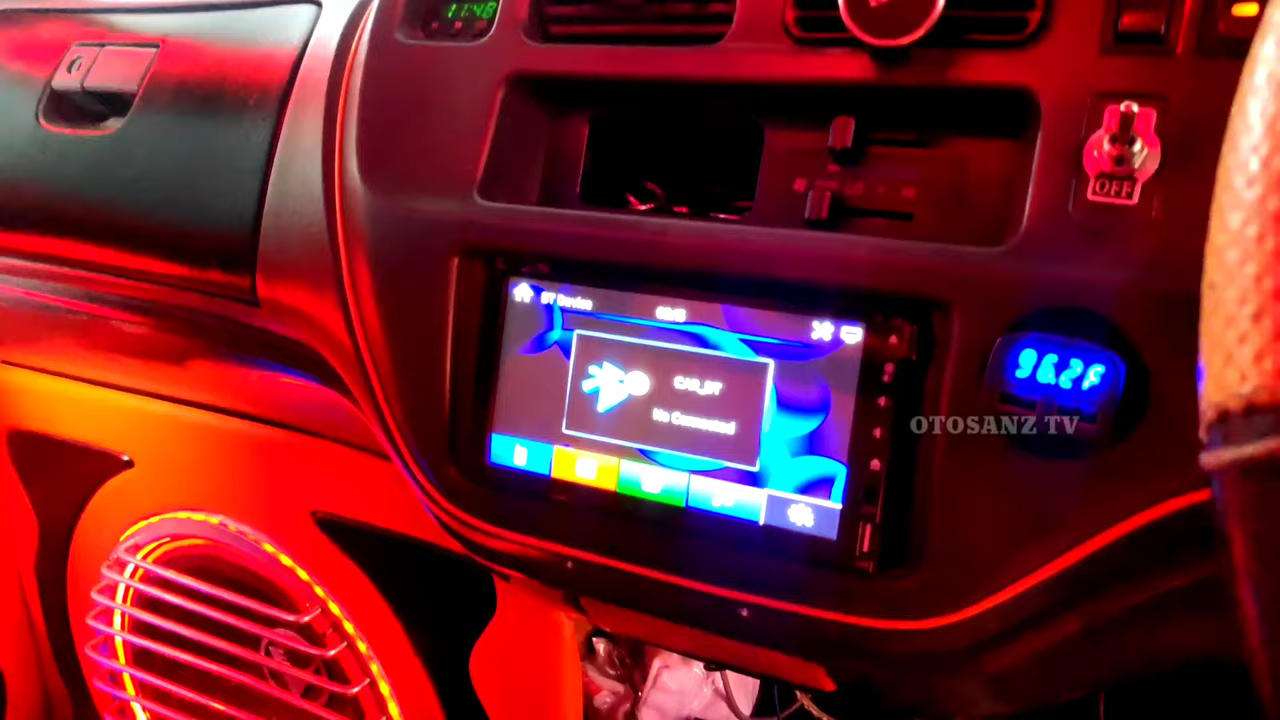 11:48
OFF
BT Device
CAR_BT
No Connected
96.2F
OTOSANZ TV